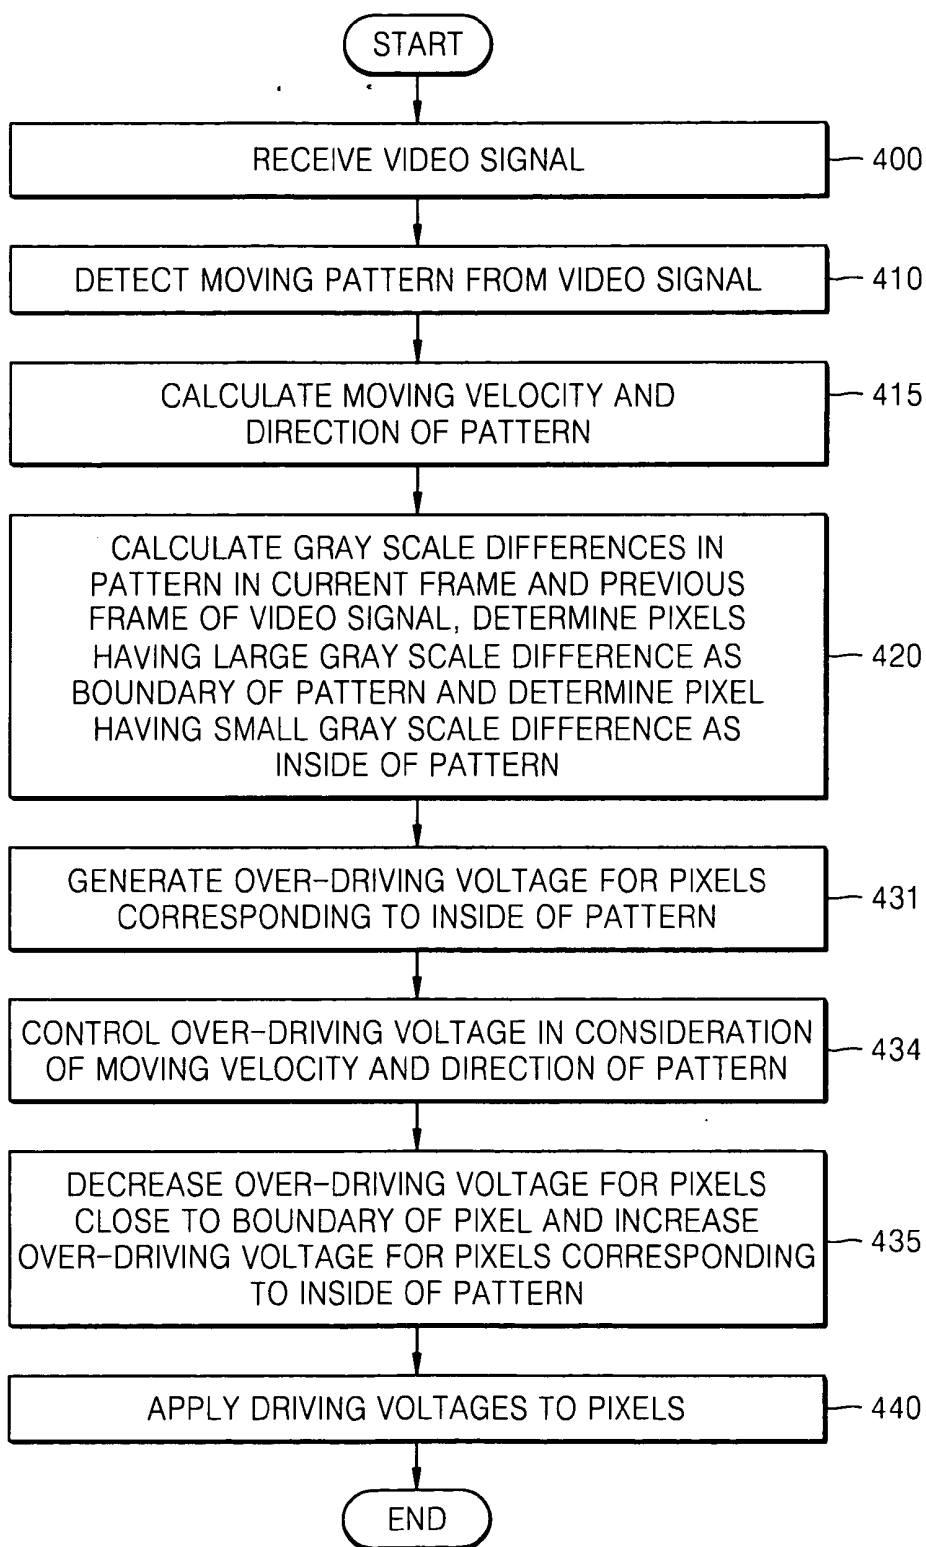 START
RECEIVE VIDEO SIGNAL
400
DETECT MOVING PATTERN FROM VIDEO SIGNAL
410
CALCULATE MOVING VELOCITY AND
DIRECTION OF PATTERN
415
CALCULATE GRAY SCALE DIFFERENCES IN
PATTERN IN CURRENT FRAME AND PREVIOUS
FRAME OF VIDEO SIGNAL, DETERMINE PIXELS
HAVING LARGE GRAY SCALE DIFFERENCE AS
BOUNDARY OF PATTERN AND DETERMINE PIXEL
HAVING SMALL GRAY SCALE DIFFERENCE AS
INSIDE OF PATTERN
420
GENERATE OVER-DRIVING VOLTAGE FOR PIXELS
CORRESPONDING TO INSIDE OF PATTERN
431
CONTROL OVER-DRIVING VOLTAGE IN CONSIDERATION
OF MOVING VELOCITY AND DIRECTION OF PATTERN
434
DECREASE OVER-DRIVING VOLTAGE FOR PIXELS
CLOSE TO BOUNDARY OF PIXEL AND INCREASE
OVER-DRIVING VOLTAGE FOR PIXELS CORRESPONDING
TO INSIDE OF PATTERN
435
APPLY DRIVING VOLTAGES TO PIXELS
440
END